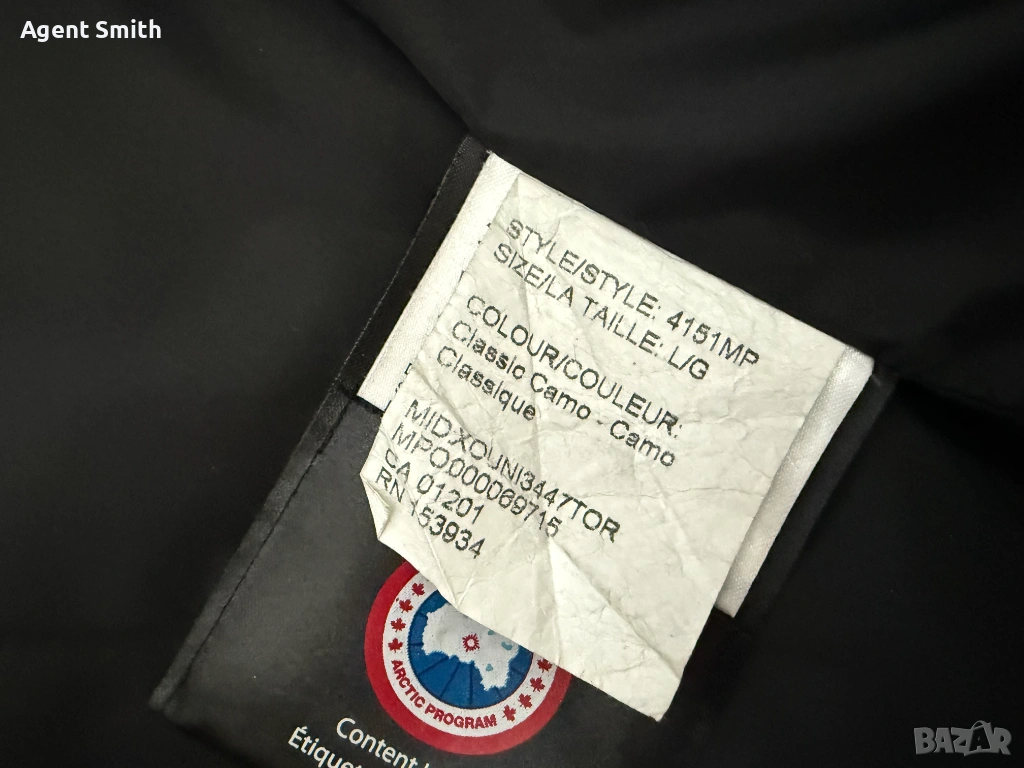 Agent Smith
STYLE/STYLE: 4151MP
SIZE/LA TAILLE: L/G
COLOUR/COULEUR:
Classic Camo - Camo
Classique
MID:XOUNI3447TOR
MPO000069715
CA 01201
RN 153934
ARCTIC PROGRAM
Content
Étiquet
BAZAR